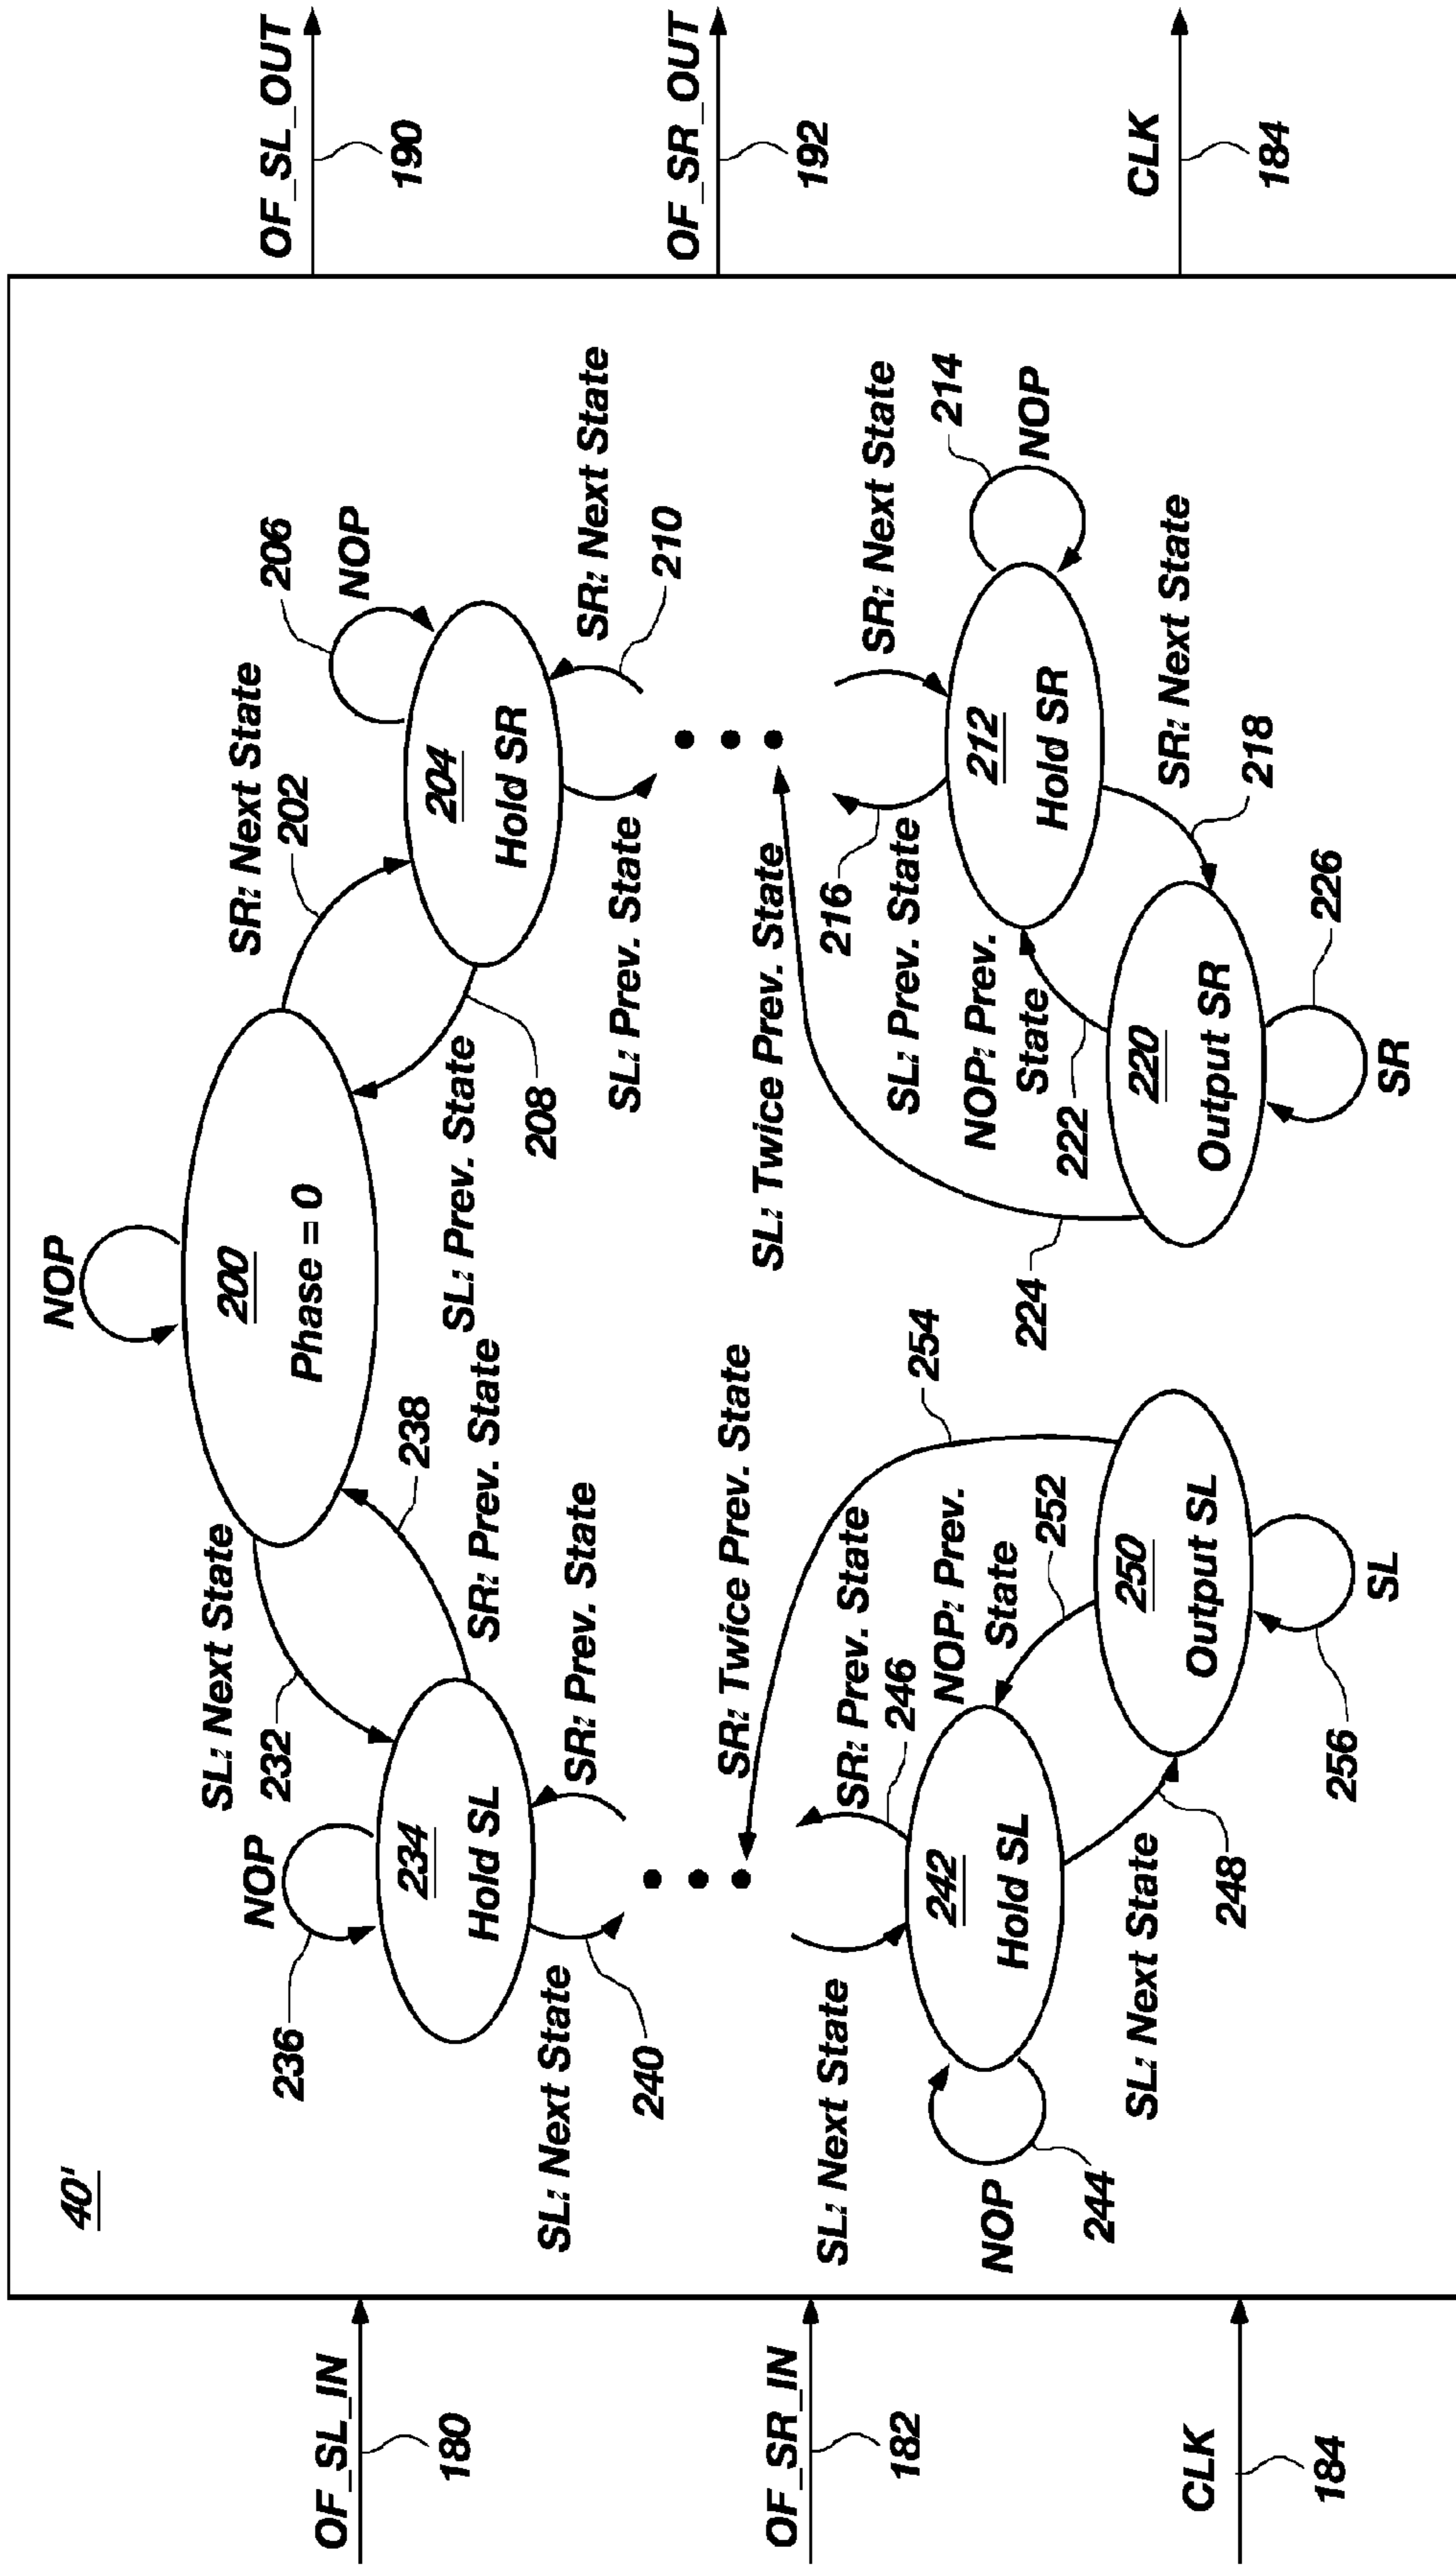 40'
OF_SL_IN
180
OF_SR_IN
182
CLK
184
OF_SL_OUT
190
OF_SR_OUT
192
CLK
184
NOP
200
Phase = 0
SL: Next State
232
SR: Next State
202
NOP
236
234
Hold SL
238
SR: Prev. State
SL: Prev. State
208
204
Hold SR
206
NOP
SL: Next State
240
SR: Prev. State
SL: Prev. State
SR: Next State
210
SR: Twice Prev. State
254
SL: Twice Prev. State
224
SL: Next State
SR: Prev. State
246
216
SL: Prev. State
SR: Next State
214
NOP
NOP
244
242
Hold SL
NOP: Prev.
State
252
NOP: Prev.
State
222
212
Hold SR
SL: Next State
248
250
Output SL
220
Output SR
SR: Next State
218
256
SL
226
SR